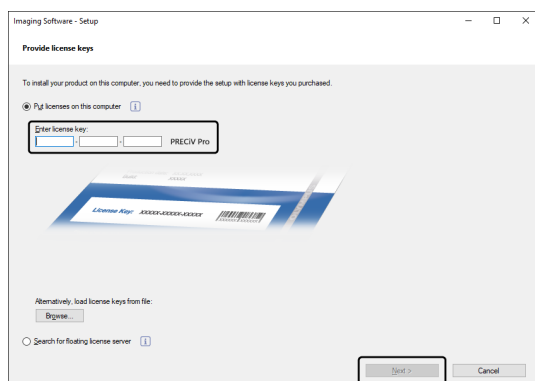 Imaging Software - Setup
Provide license keys
To install your product on this computer, you need to provide the setup with license keys you purchased.
Put licenses on this computer
Enter license key:
- - PRECiV Pro
XXXXX
License Key: XXXXX-XXXXX-XXXXX
Alternatively, load license keys from file:
Browse...
Search for floating license server
Next >
Cancel